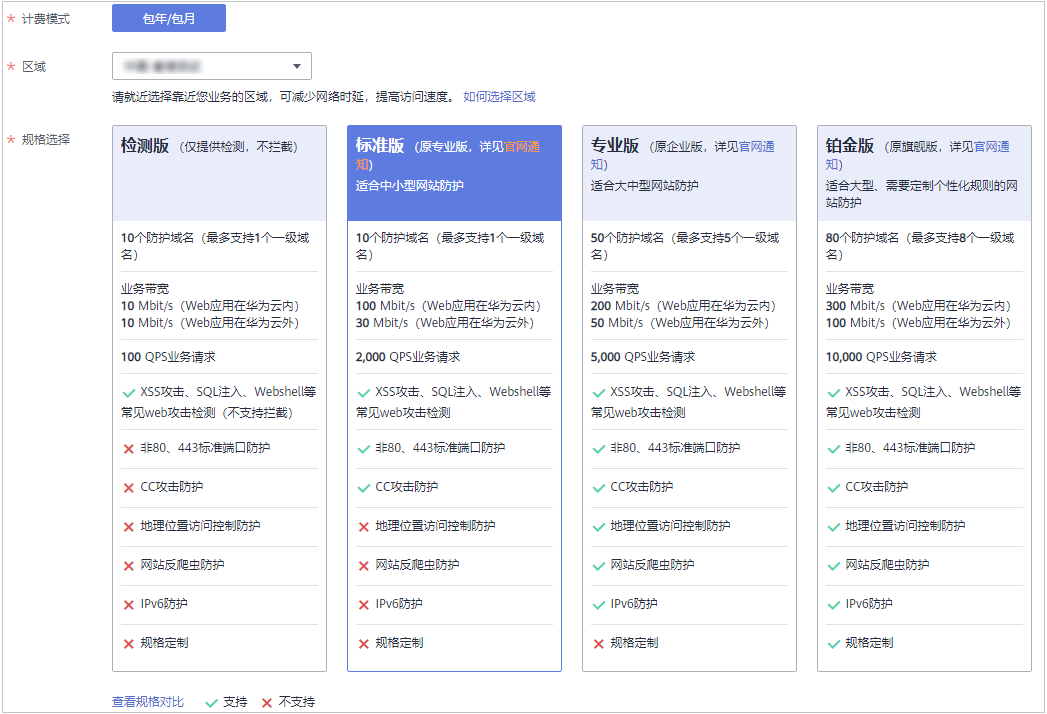 * 计费模式
包年/包月
* 区域
请就近选择靠近您业务的区域，可减少网络时延，提高访问速度。 如何选择区域
* 规格选择
检测版 （仅提供检测，不拦截）
10个防护域名（最多支持1个一级域
名）
业务带宽
10 Mbit/s（Web应用在华为云内）
10 Mbit/s（Web应用在华为云外）
100 QPS业务请求
XSS攻击、SQL注入、Webshell等
常见web攻击检测（不支持拦截）
非80、443标准端口防护
CC攻击防护
地理位置访问控制防护
网站反爬虫防护
IPv6防护
规格定制
标准版 （原专业版，详见官网通
知）
适合中小型网站防护
10个防护域名（最多支持1个一级域
名）
业务带宽
100 Mbit/s（Web应用在华为云内）
30 Mbit/s（Web应用在华为云外）
2,000 QPS业务请求
XSS攻击、SQL注入、Webshell等
常见web攻击检测
非80、443标准端口防护
CC攻击防护
地理位置访问控制防护
网站反爬虫防护
IPv6防护
规格定制
专业版 （原企业版，详见官网通
知）
适合大中型网站防护
50个防护域名（最多支持5个一级域
名）
业务带宽
200 Mbit/s（Web应用在华为云内）
50 Mbit/s（Web应用在华为云外）
5,000 QPS业务请求
XSS攻击、SQL注入、Webshell等
常见web攻击检测
非80、443标准端口防护
CC攻击防护
地理位置访问控制防护
网站反爬虫防护
IPv6防护
规格定制
铂金版 （原旗舰版，详见官网通
知）
适合大型、需要定制个性化规则的网
站防护
80个防护域名（最多支持8个一级域
名）
业务带宽
300 Mbit/s（Web应用在华为云内）
100 Mbit/s（Web应用在华为云外）
10,000 QPS业务请求
XSS攻击、SQL注入、Webshell等
常见web攻击检测
非80、443标准端口防护
CC攻击防护
地理位置访问控制防护
网站反爬虫防护
IPv6防护
规格定制
查看规格对比 支持 不支持